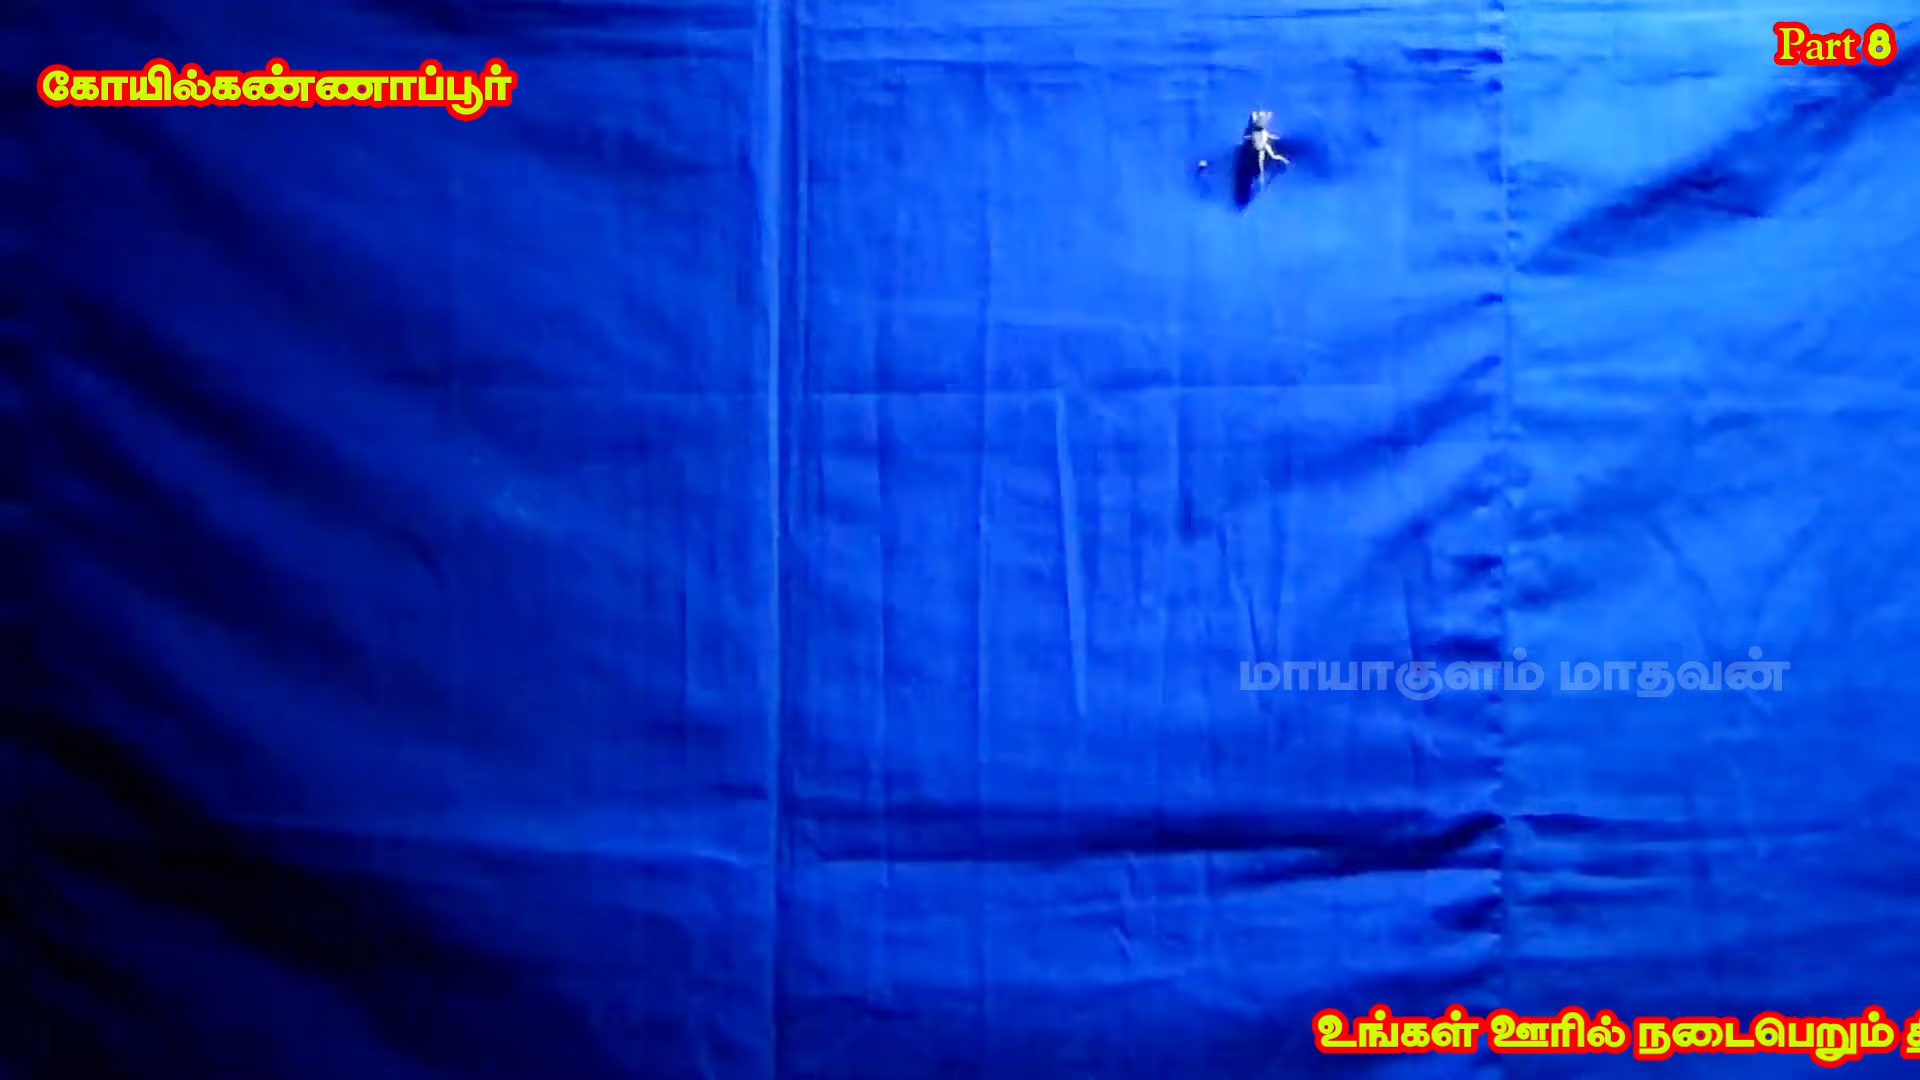 Part 8
கோயில்கண்ணாப்பூர்
மாயாகுளம் மாதவன்
உங்கள் ஊரில் நடைபெறும்